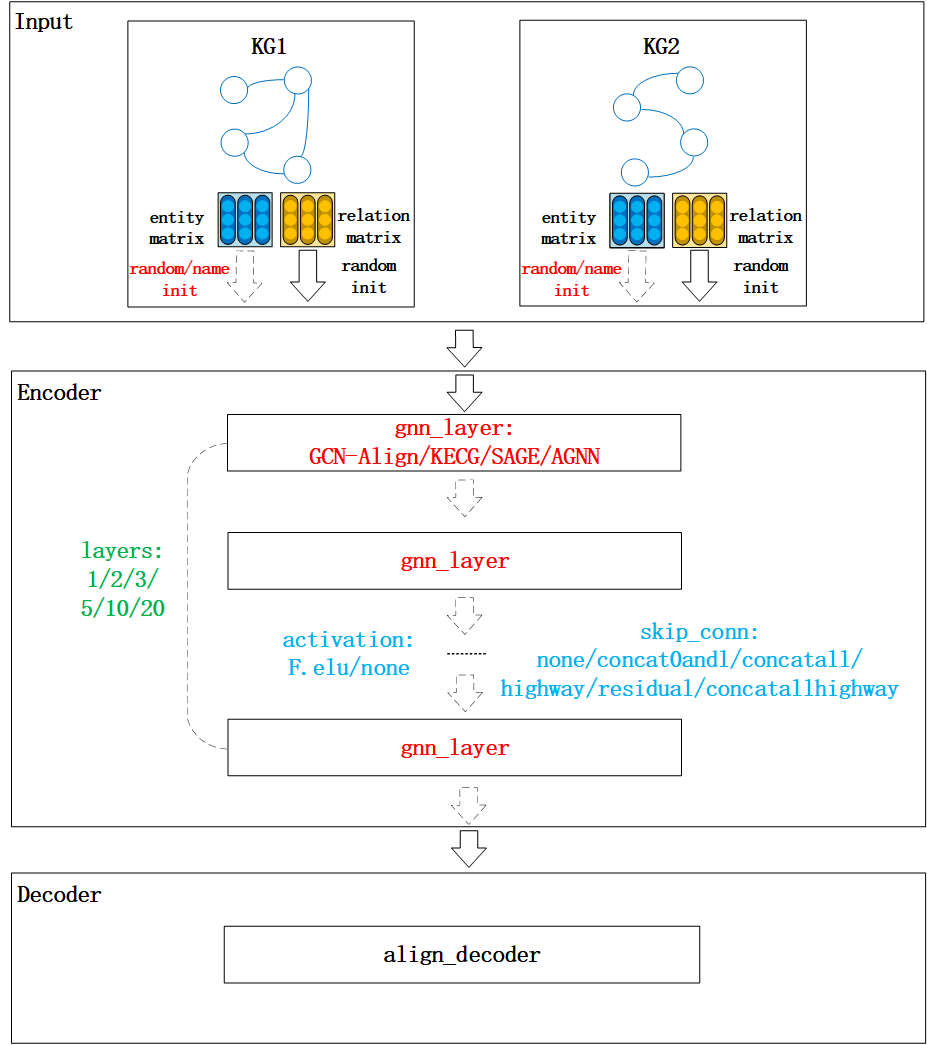 Input
KG1
entity
matrix
relation
matrix
random/name
init
random
init
KG2
entity
matrix
relation
matrix
random/name
init
random
init
Encoder
gnn_layer:
GCN-Align/KECG/SAGE/AGNN
gnn_layer
layers:
1/2/3/
5/10/20
activation:
F.elu/none
skip_conn:
none/concat0andl/concatall/
highway/residual/concatallhighway
gnn_layer
Decoder
align_decoder